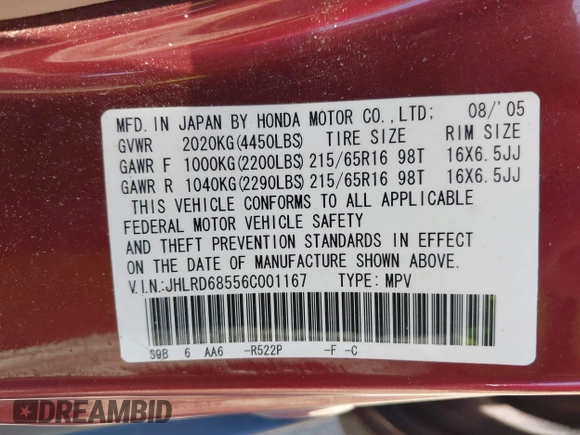 MFD. IN JAPAN BY HONDA MOTOR CO.,LTD: 08/'05
GVWR 2020KG(4450LBS) TIRE SIZE RIM SIZE
GAWR F 1000KG(2200LBS) 215/65R16 98T 16X6.5JJ
GAWR R 1040KG(2290LBS) 215/65R16 98T 16X6.5JJ
THIS VEHICLE CONFORMS TO ALL APPLICABLE
FEDERAL MOTOR VEHICLE SAFETY
AND THEFT PREVENTION STANDARDS IN EFFECT
ON THE DATE OF MANUFACTURE SHOWN ABOVE.
V.I.N.:JHLRD68556C001167 TYPE: MPV
S9B 6 AA6 -R522P -F -C
DREAMBID